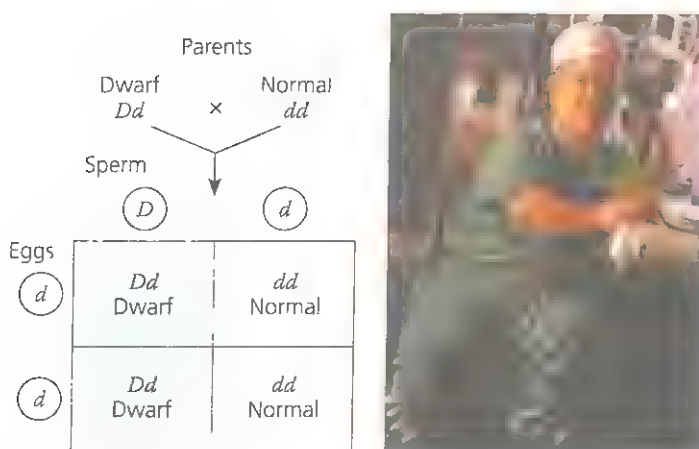 Parents
Dwarf Normal
Dd × dd
Sperm
D d
Eggs
d Dd dd
Dwarf Normal
d Dd dd
Dwarf Normal